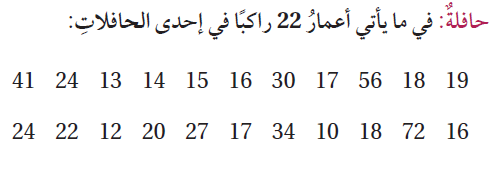 حافلةٌ: في ما يأتي أعمارُ 22 راكبًا في إحدى الحافلاتِ:
41 24 13 14 15 16 30 17 56 18 19
24 22 12 20 27 17 34 10 18 72 16